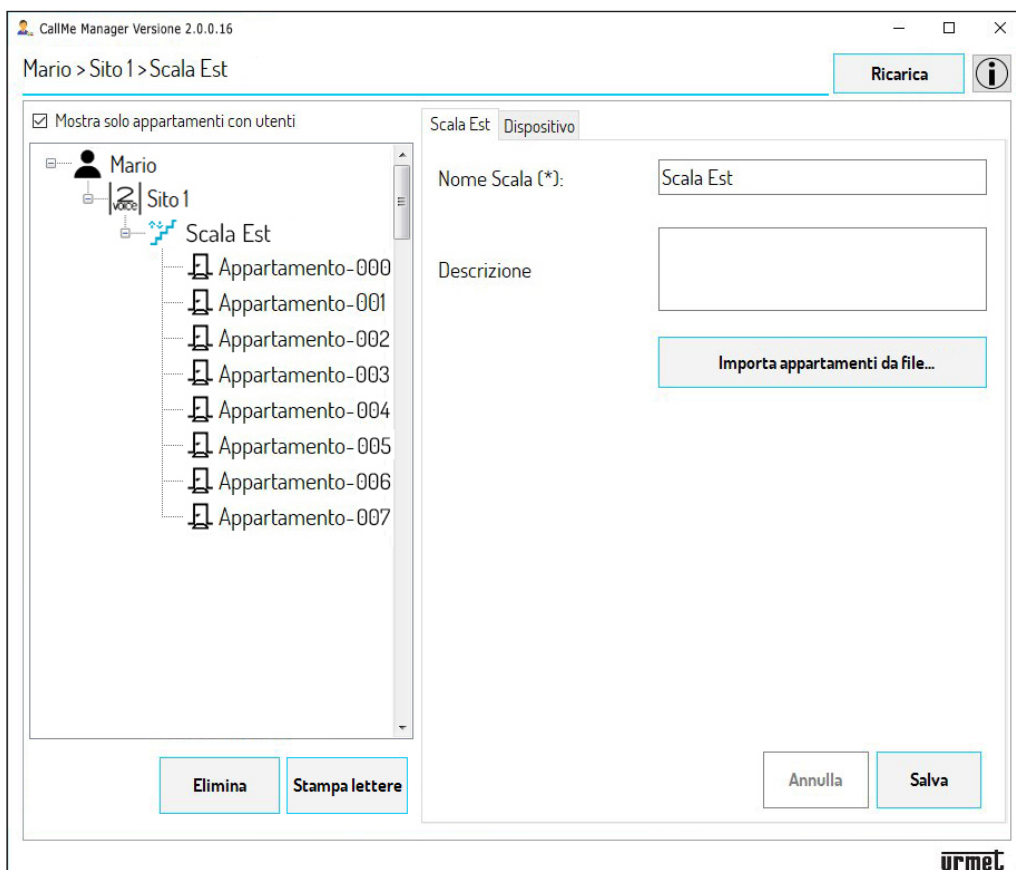 CallMe Manager Versione 2.0.0.16
Mario > Sito 1 > Scala Est
Ricarica
Mostra solo appartamenti con utenti
Mario
2 voice Sito 1
Scala Est
Appartamento-000
Appartamento-001
Appartamento-002
Appartamento-003
Appartamento-004
Appartamento-005
Appartamento-006
Appartamento-007
Elimina
Stampa lettere
Scala Est
Dispositivo
Nome Scala (*):
Scala Est
Descrizione
Importa appartamenti da file...
Annulla
Salva
urmet